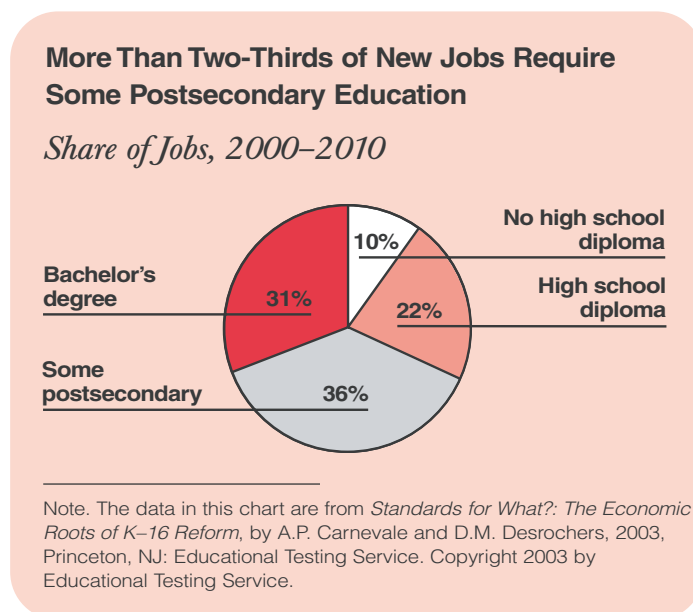 More Than Two-Thirds of New Jobs Require
Some Postsecondary Education
Share of Jobs, 2000–2010
No high school
diploma
10%
High school
diploma
22%
Bachelor's
degree
31%
Some
postsecondary
36%
Note. The data in this chart are from Standards for What?: The Economic
Roots of K–16 Reform, by A.P. Carnevale and D.M. Desrochers, 2003,
Princeton, NJ: Educational Testing Service. Copyright 2003 by
Educational Testing Service.